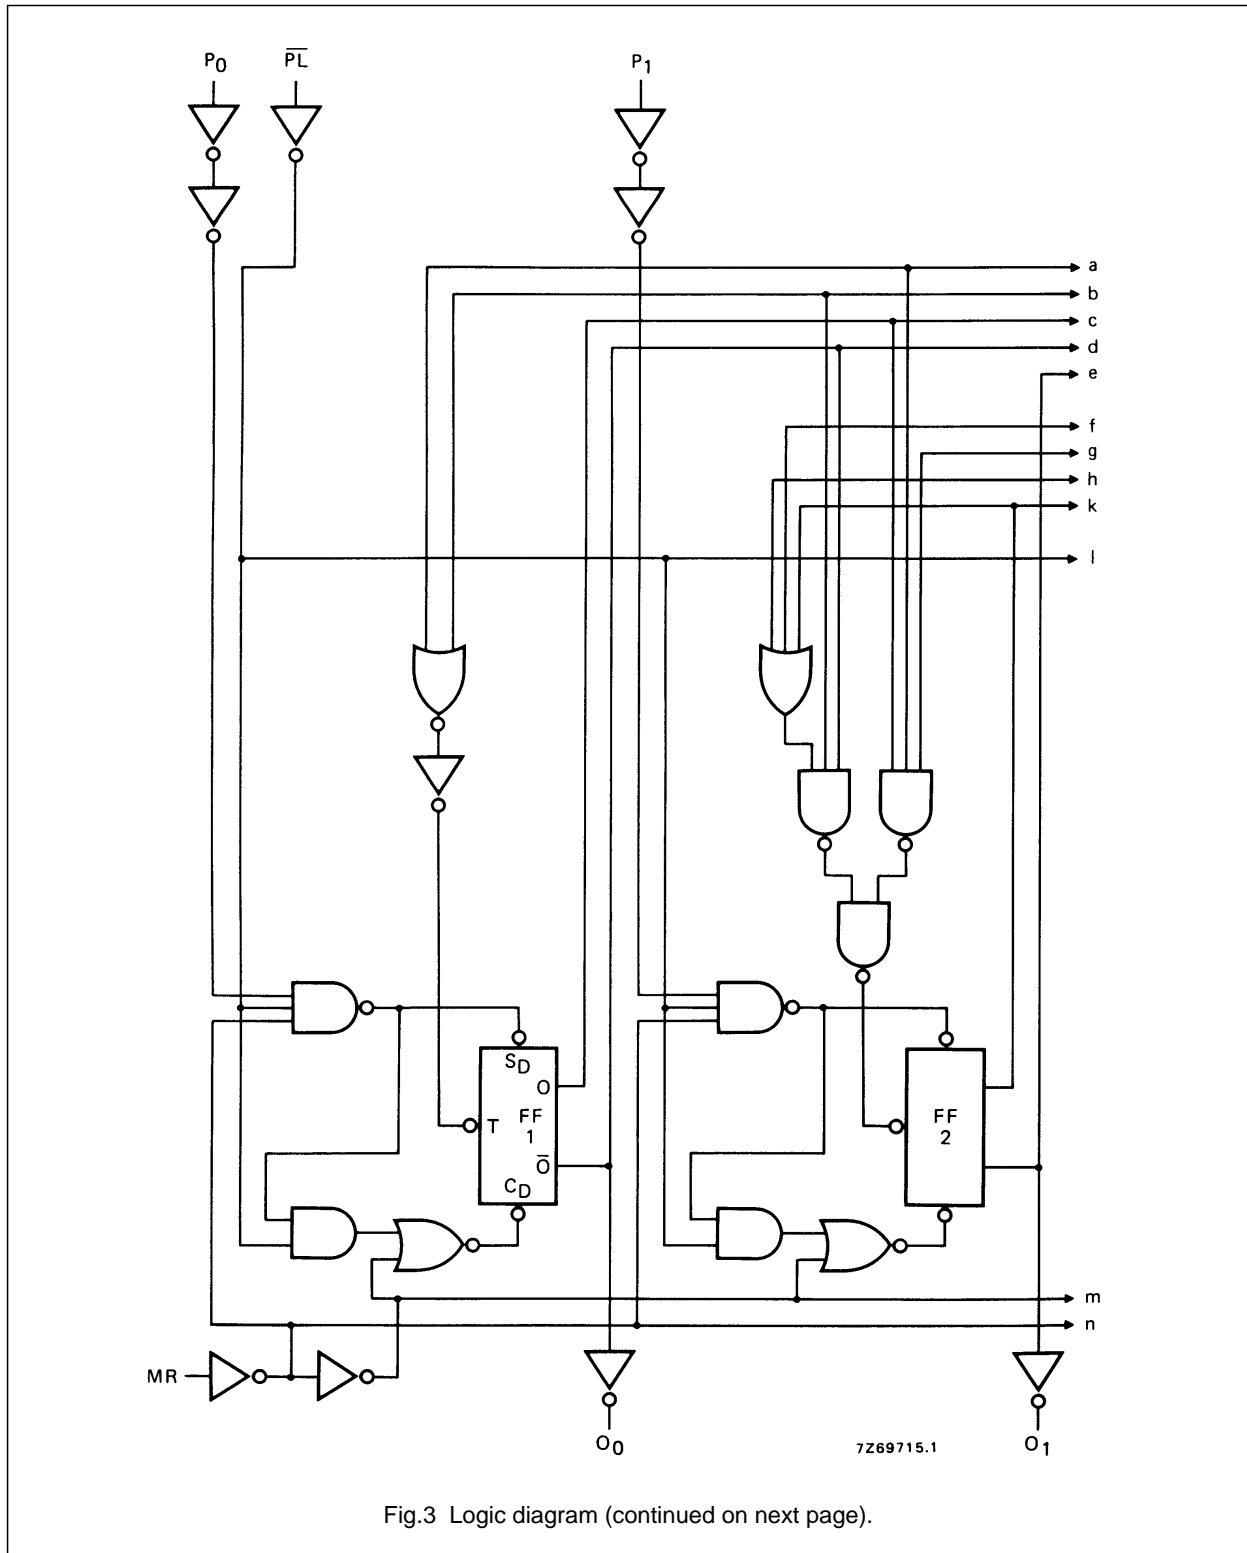 P0 PL P1
a
b
c
d
e
f
g
h
k
l
SD
O
FF
T 1
O
CD
FF
2
m
n
MR
O0 7Z69715.1 O1
Fig.3 Logic diagram (continued on next page).